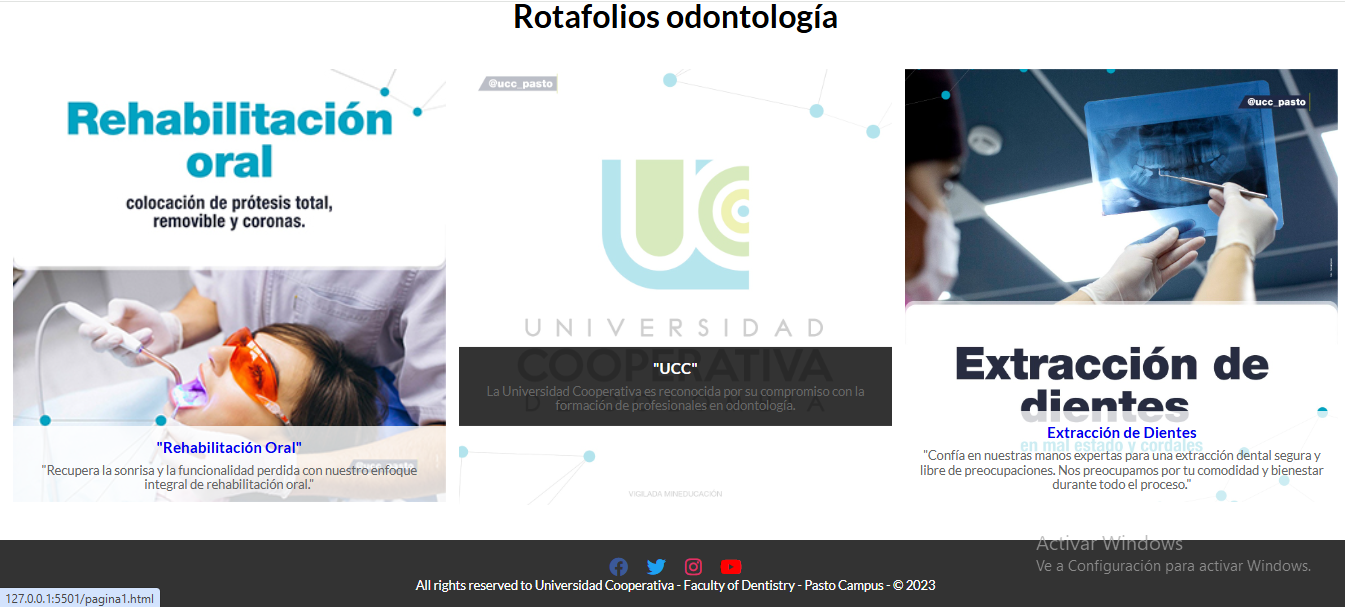 Rotafolios odontología
Rehabilitación
oral
colocación de prótesis total,
removible y coronas.
@ucc_pasto
"Rehabilitación Oral"
"Recupera la sonrisa y la funcionalidad perdida con nuestro enfoque
integral de rehabilitación oral."
@ucc_pasto
UNIVERSIDAD
COOPERATIVA
"UCC"
La Universidad Cooperativa es reconocida por su compromiso con la
formación de profesionales en odontología.
VIGILADA MINEDUCACIÓN
@ucc_pasto
Extracción de
dientes
en mal estado y cordales
Extracción de Dientes
"Confía en nuestras manos expertas para una extracción dental segura y
libre de preocupaciones. Nos preocupamos por tu comodidad y bienestar
durante todo el proceso."
Activar Windows
Ve a Configuración para activar Windows.
All rights reserved to Universidad Cooperativa - Faculty of Dentistry - Pasto Campus - © 2023
127.0.0.1:5501/pagina1.html